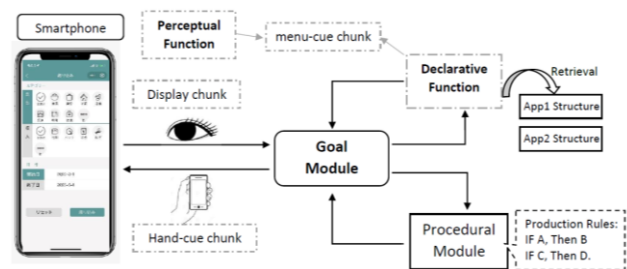 Smartphone
Perceptual
Function
menu-cue chunk
Declarative
Function
Retrieval
App1 Structure
App2 Structure
Display chunk
Goal
Module
Hand-cue chunk
Procedural
Module
Production Rules:
IF A, Then B
IF C, Then D.